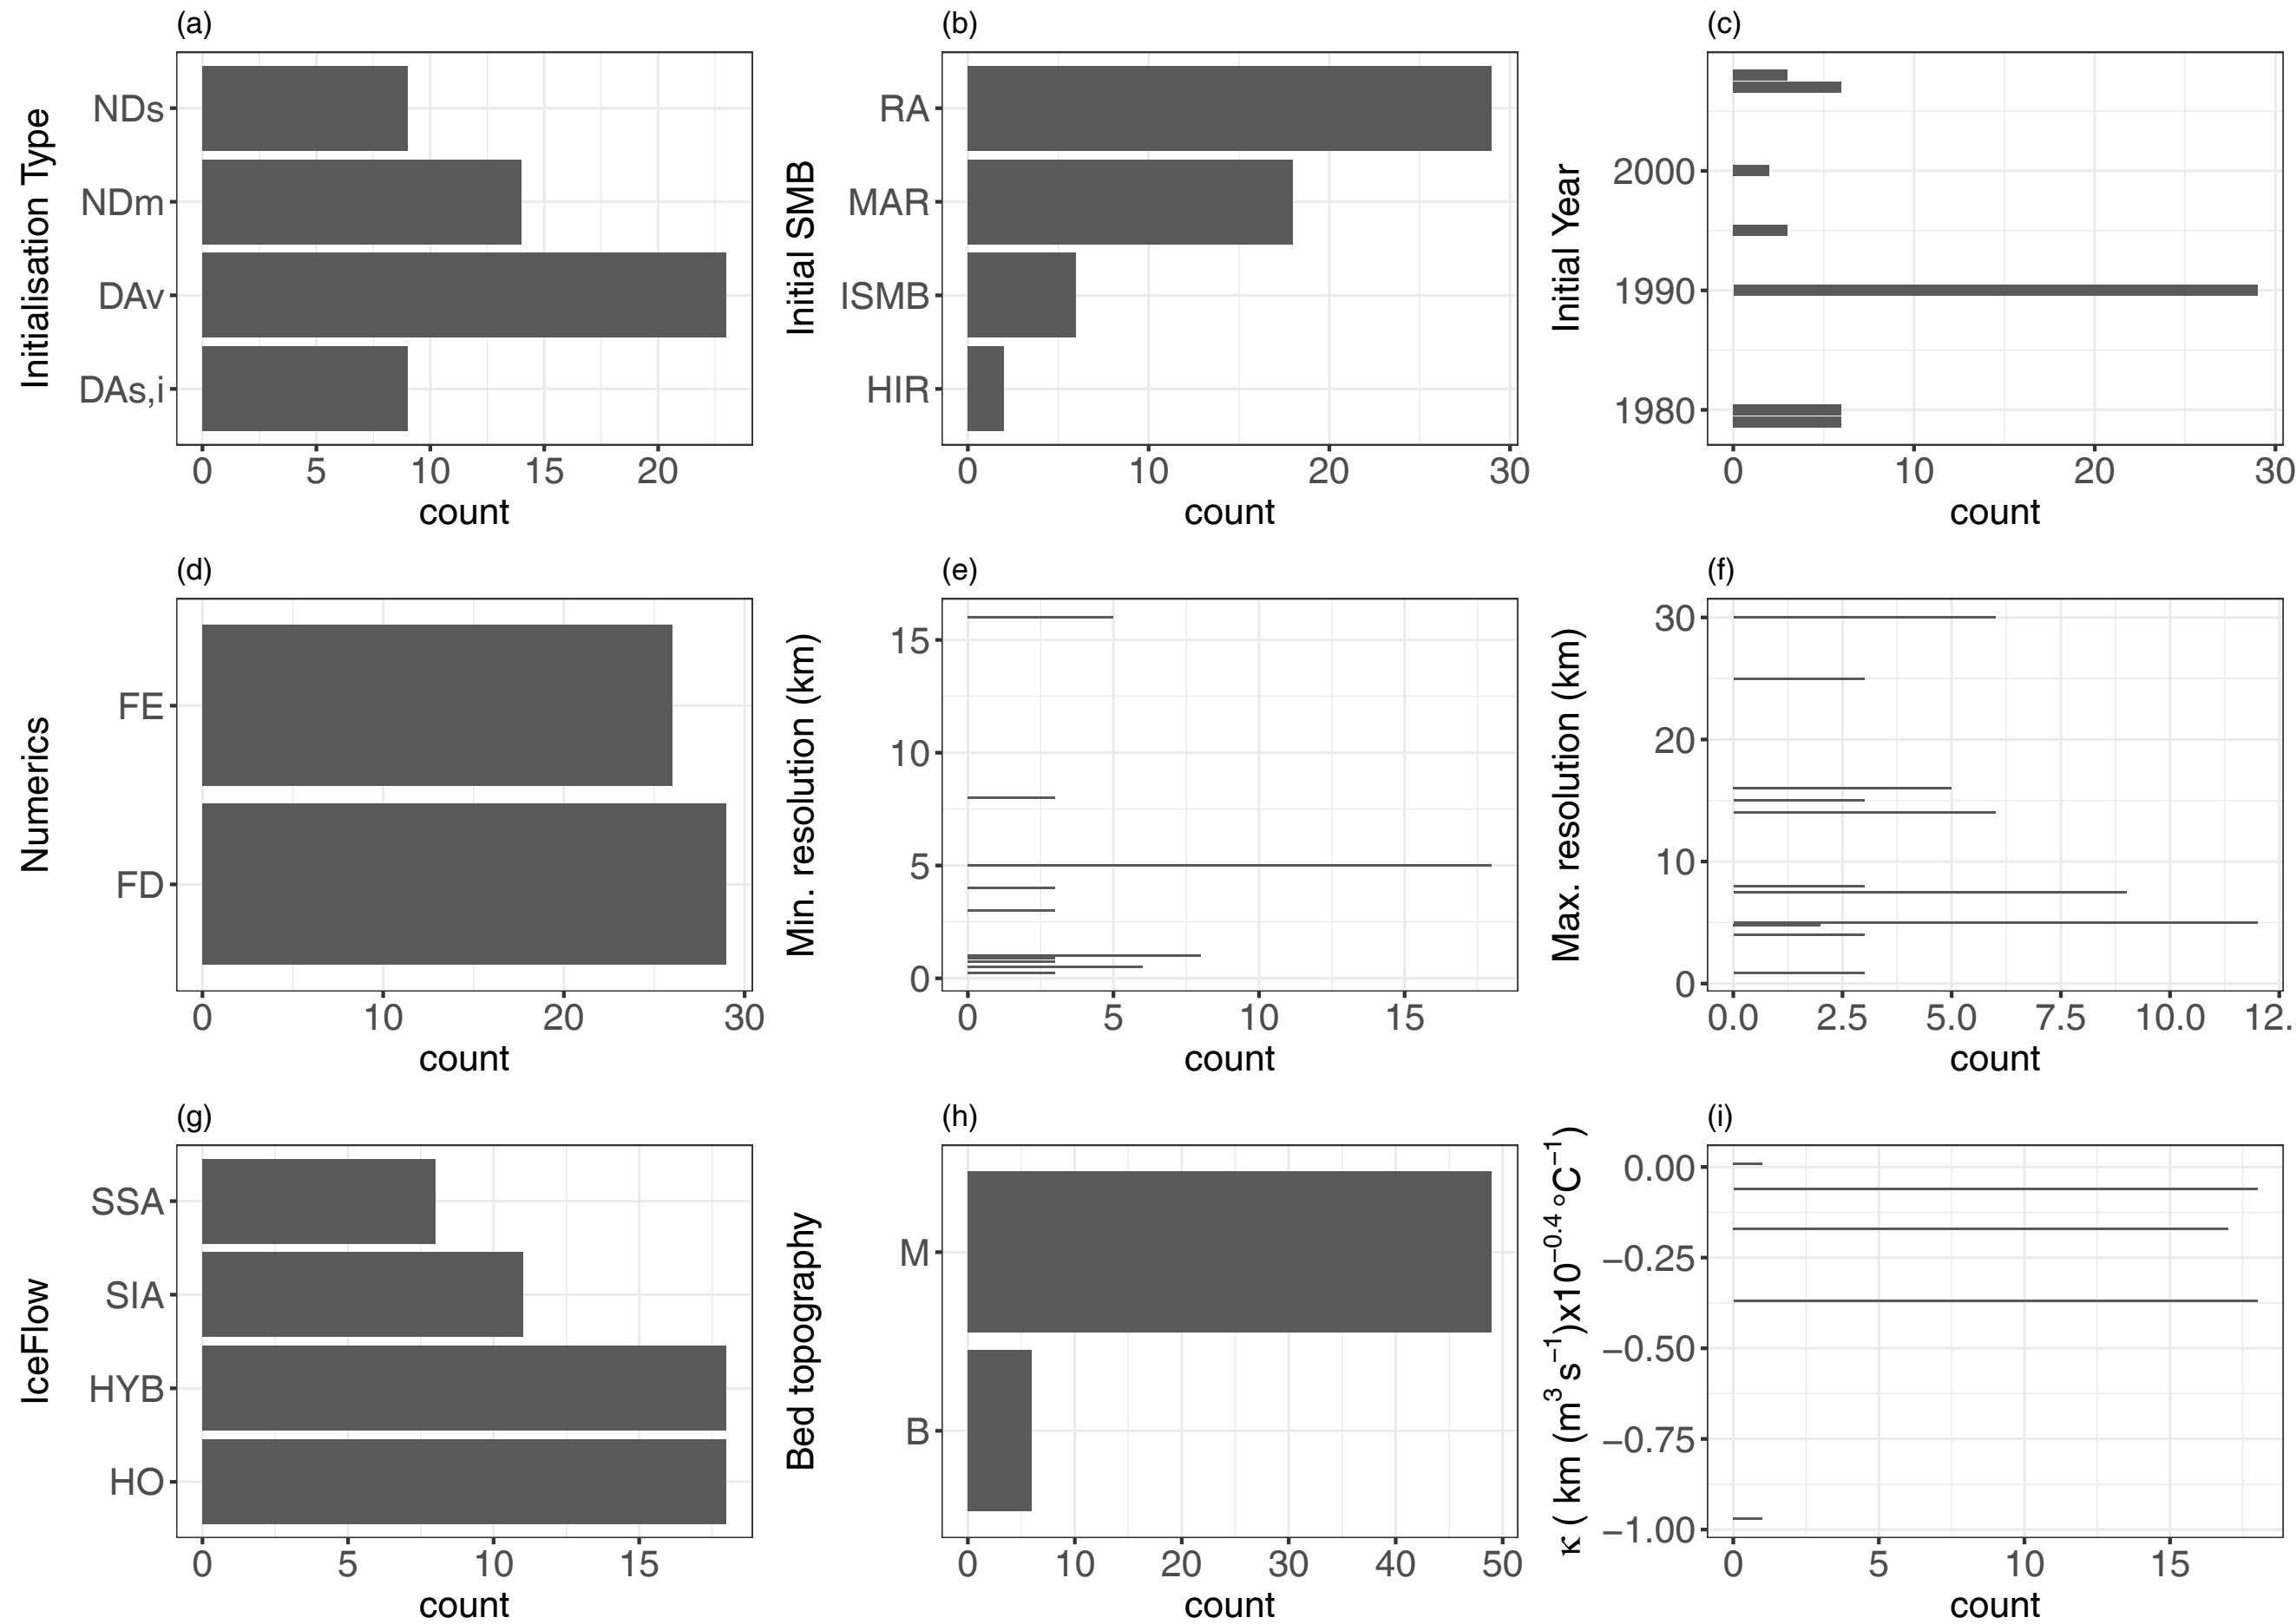 (a)
Initialisation Type
NDs
NDm
DAv
DAs,i
0 5 10 15 20
count
(b)
Initial SMB
RA
MAR
ISMB
HIR
0 10 20 30
count
(c)
Initial Year
2000
1990
1980
0 10 20 30
count
(d)
Numerics
FE
FD
0 10 20 30
count
(e)
Min. resolution (km)
15
10
5
0
0 5 10 15
count
(f)
Max. resolution (km)
30
20
10
0
0.0 2.5 5.0 7.5 10.0 12.
count
(g)
IceFlow
SSA
SIA
HYB
HO
0 5 10 15
count
(h)
Bed topography
M
B
0 10 20 30 40 50
count
(i)
κ ( km (m³ s⁻¹)x10⁻⁰·⁴ °C⁻¹)
0.00
−0.25
−0.50
−0.75
−1.00
0 5 10 15
count